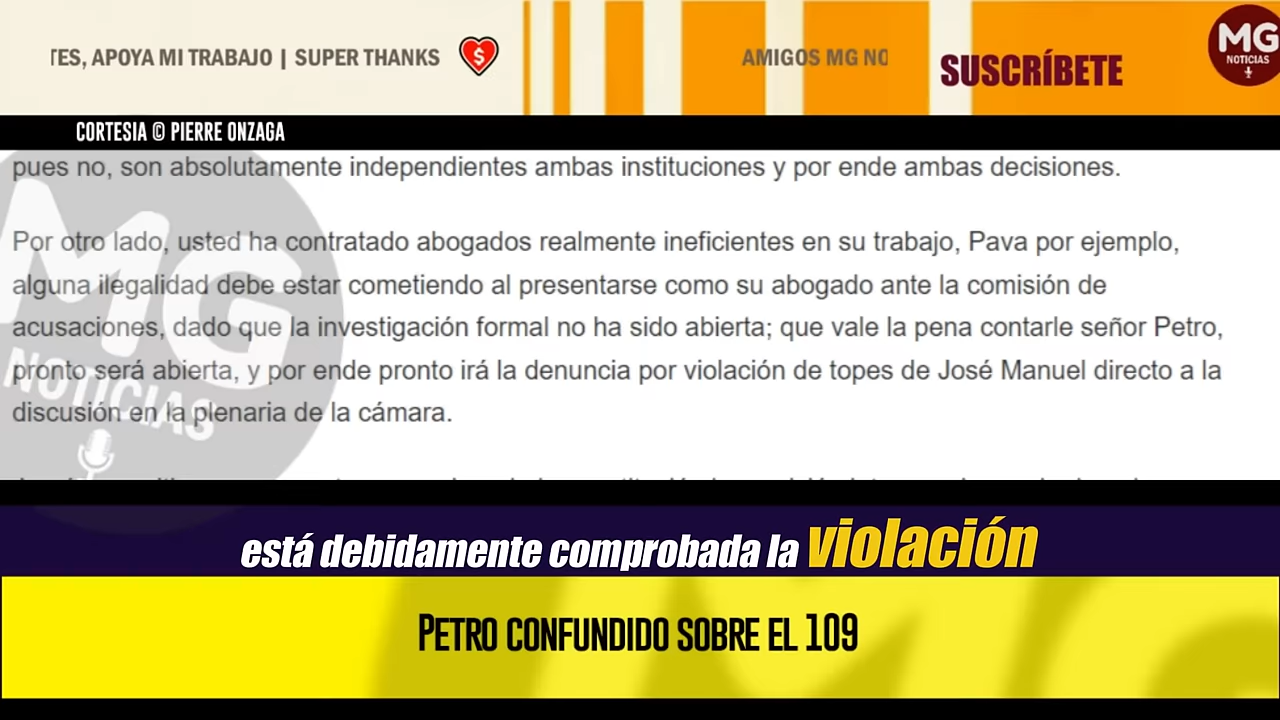 TES, APOYA MI TRABAJO | SUPER THANKS
AMIGOS MG NO
SUSCRÍBETE
MG
NOTICIAS
CORTESIA © PIERRE ONZAGA
pues no, son absolutamente independientes ambas instituciones y por ende ambas decisiones.
Por otro lado, usted ha contratado abogados realmente ineficientes en su trabajo, Pava por ejemplo,
alguna ilegalidad debe estar cometiendo al presentarse como su abogado ante la comisión de
acusaciones, dado que la investigación formal no ha sido abierta; que vale la pena contarle señor Petro,
pronto será abierta, y por ende pronto irá la denuncia por violación de topes de José Manuel directo a la
discusión en la plenaria de la cámara.
MG
NOTICIAS
está debidamente comprobada la violación
PETRO CONFUNDIDO SOBRE EL 109